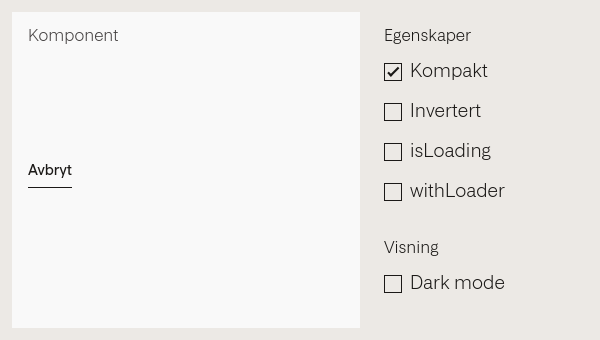 Komponent
Avbryt
Egenskaper
Kompakt
Invertert
isLoading
withLoader
Visning
Dark mode